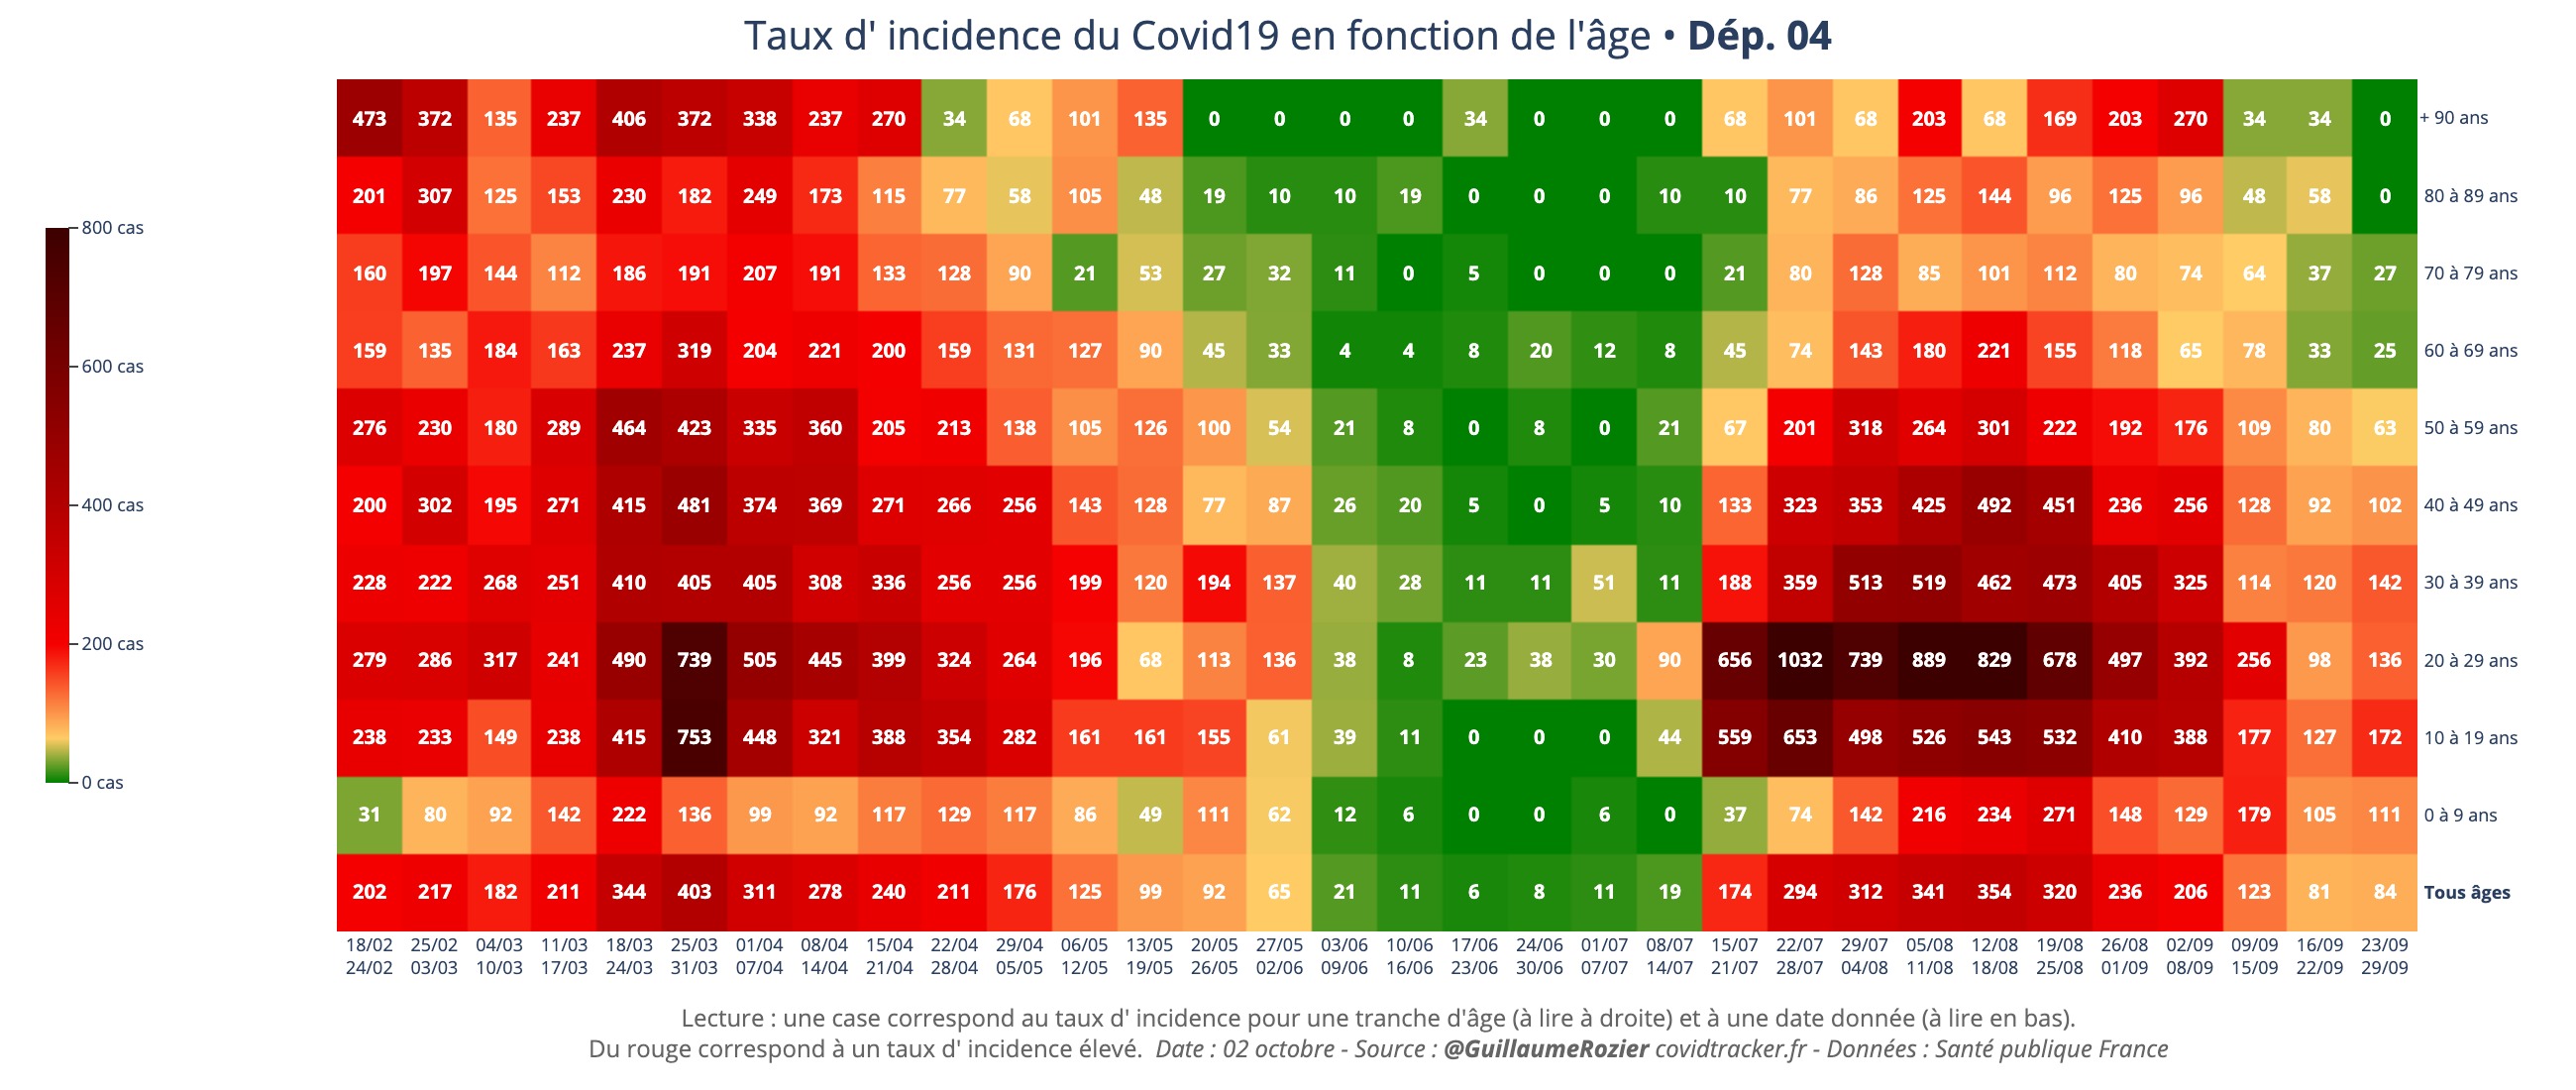 Taux d' incidence du Covid19 en fonction de l'âge • Dép. 04
800 cas
600 cas
400 cas
200 cas
0 cas
473 372 135 237 406 372 338 237 270 34 68 101 135 0 0 0 0 34 0 0 0 68 101 68 203 68 169 203 270 34 34 0 + 90 ans
201 307 125 153 230 182 249 173 115 77 58 105 48 19 10 10 19 0 0 0 10 10 77 86 125 144 96 125 96 48 58 0 80 à 89 ans
160 197 144 112 186 191 207 191 133 128 90 21 53 27 32 11 0 5 0 0 0 21 80 128 85 101 112 80 74 64 37 27 70 à 79 ans
159 135 184 163 237 319 204 221 200 159 131 127 90 45 33 4 4 8 20 12 8 45 74 143 180 221 155 118 65 78 33 25 60 à 69 ans
276 230 180 289 464 423 335 360 205 213 138 105 126 100 54 21 8 0 8 0 21 67 201 318 264 301 222 192 176 109 80 63 50 à 59 ans
200 302 195 271 415 481 374 369 271 266 256 143 128 77 87 26 20 5 0 5 10 133 323 353 425 492 451 236 256 128 92 102 40 à 49 ans
228 222 268 251 410 405 405 308 336 256 256 199 120 194 137 40 28 11 11 51 11 188 359 513 519 462 473 405 325 114 120 142 30 à 39 ans
279 286 317 241 490 739 505 445 399 324 264 196 68 113 136 38 8 23 38 30 90 656 1032 739 889 829 678 497 392 256 98 136 20 à 29 ans
238 233 149 238 415 753 448 321 388 354 282 161 161 155 61 39 11 0 0 0 44 559 653 498 526 543 532 410 388 177 127 172 10 à 19 ans
31 80 92 142 222 136 99 92 117 129 117 86 49 111 62 12 6 0 0 6 0 37 74 142 216 234 271 148 129 179 105 111 0 à 9 ans
202 217 182 211 344 403 311 278 240 211 176 125 99 92 65 21 11 6 8 11 19 174 294 312 341 354 320 236 206 123 81 84 Tous âges
18/02 25/02 04/03 11/03 18/03 25/03 01/04 08/04 15/04 22/04 29/04 06/05 13/05 20/05 27/05 03/06 10/06 17/06 24/06 01/07 08/07 15/07 22/07 29/07 05/08 12/08 19/08 26/08 02/09 09/09 16/09 23/09
24/02 03/03 10/03 17/03 24/03 31/03 07/04 14/04 21/04 28/04 05/05 12/05 19/05 26/05 02/06 09/06 16/06 23/06 30/06 07/07 14/07 21/07 28/07 04/08 11/08 18/08 25/08 01/09 08/09 15/09 22/09 29/09
Lecture : une case correspond au taux d' incidence pour une tranche d'âge (à lire à droite) et à une date donnée (à lire en bas).
Du rouge correspond à un taux d' incidence élevé. Date : 02 octobre - Source : @GuillaumeRozier covidtracker.fr - Données : Santé publique France